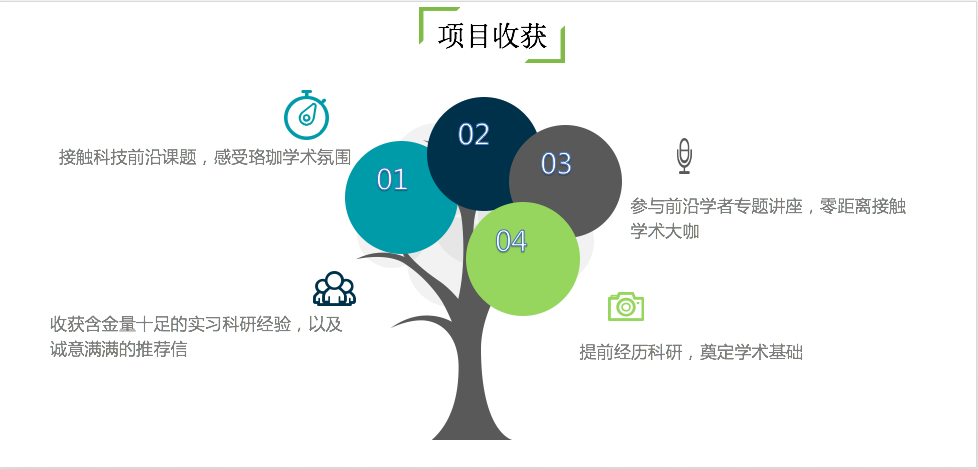 项目收获
01
接触科技前沿课题，感受珞珈学术氛围
02
收获含金量十足的实习科研经验，以及
诚意满满的推荐信
03
参与前沿学者专题讲座，零距离接触
学术大咖
04
提前经历科研，奠定学术基础